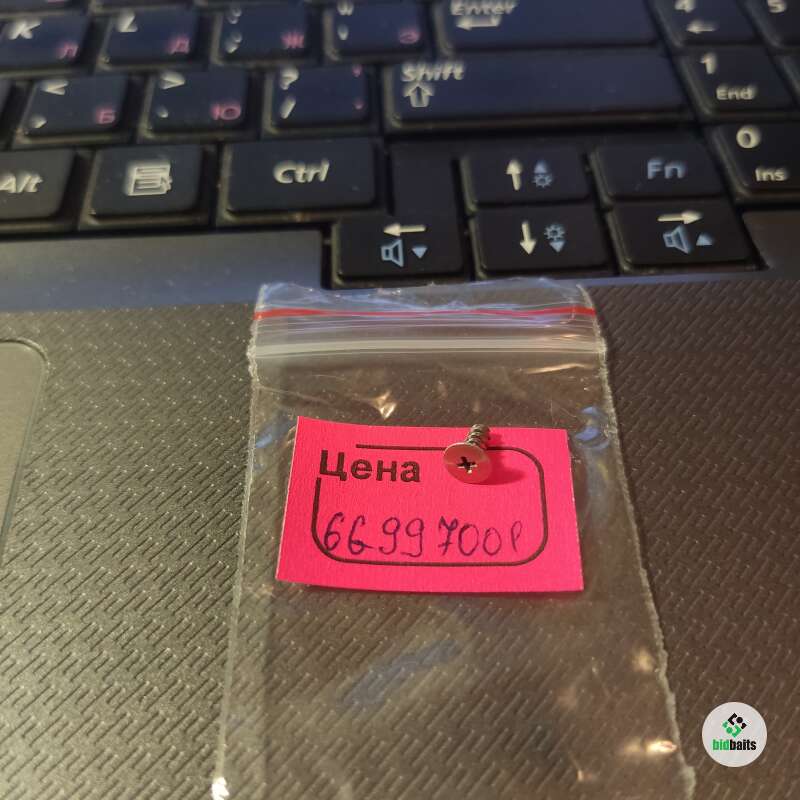 Enter
K Л
L Д
Ж
Э
4
5
Shift
< Б
> Ю
? /
1 End
Alt
Ctrl
Fn
0 Ins
Цена
6699700р
bidbaits